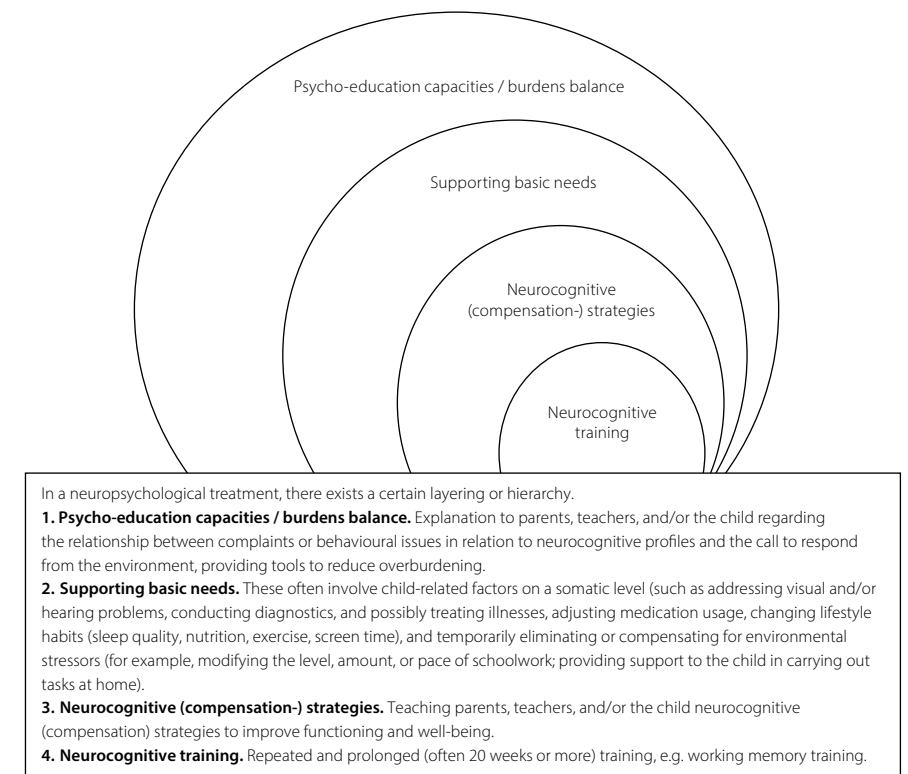 Psycho-education capacities / burdens balance
Supporting basic needs
Neurocognitive
(compensation-) strategies
Neurocognitive
training
In a neuropsychological treatment, there exists a certain layering or hierarchy.
1. Psycho-education capacities / burdens balance. Explanation to parents, teachers, and/or the child regarding
the relationship between complaints or behavioural issues in relation to neurocognitive profiles and the call to respond
from the environment, providing tools to reduce overburdening.
2. Supporting basic needs. These often involve child-related factors on a somatic level (such as addressing visual and/or
hearing problems, conducting diagnostics, and possibly treating illnesses, adjusting medication usage, changing lifestyle
habits (sleep quality, nutrition, exercise, screen time), and temporarily eliminating or compensating for environmental
stressors (for example, modifying the level, amount, or pace of schoolwork; providing support to the child in carrying out
tasks at home).
3. Neurocognitive (compensation-) strategies. Teaching parents, teachers, and/or the child neurocognitive
(compensation) strategies to improve functioning and well-being.
4. Neurocognitive training. Repeated and prolonged (often 20 weeks or more) training, e.g. working memory training.